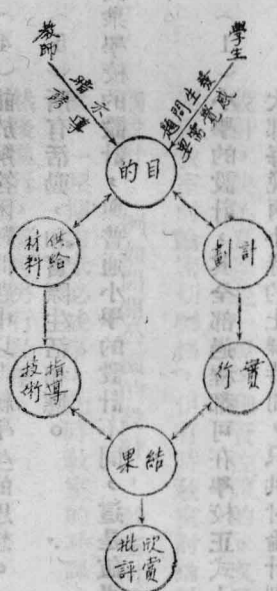 教師
學生
暗示
誘導
發生問題
感覺需要
目的
供給
材料
計劃
指導
技術
實行
結果
欣賞
批評